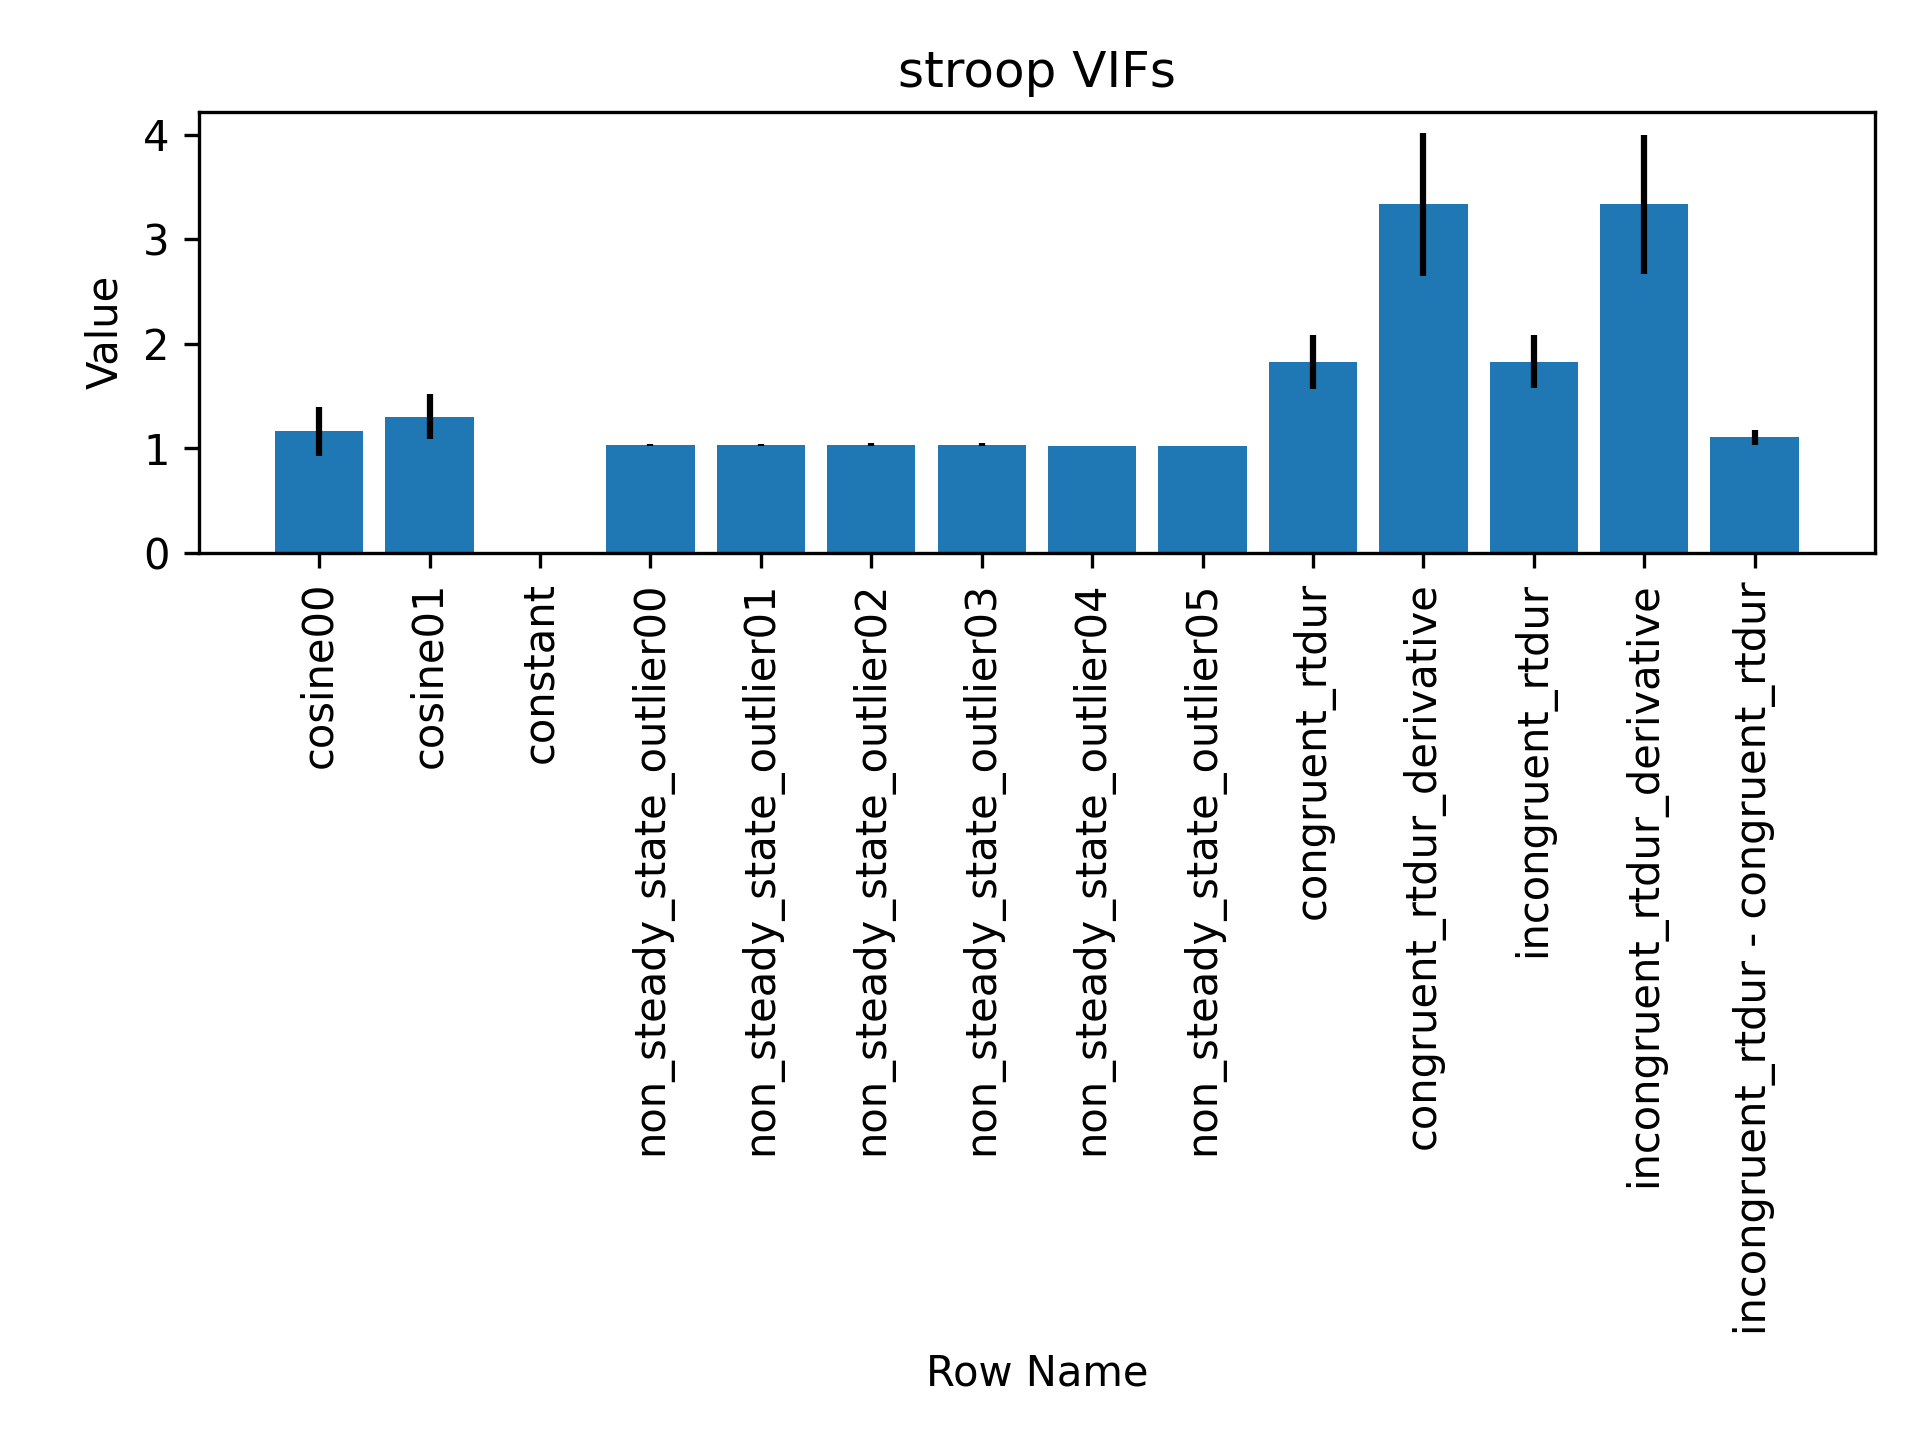 stroop VIFs
Value
4
3
2
1
0
cosine00
cosine01
constant
non_steady_state_outlier00
non_steady_state_outlier01
non_steady_state_outlier02
non_steady_state_outlier03
non_steady_state_outlier04
non_steady_state_outlier05
congruent_rtdur
congruent_rtdur_derivative
incongruent_rtdur
incongruent_rtdur_derivative
incongruent_rtdur - congruent_rtdur
Row Name